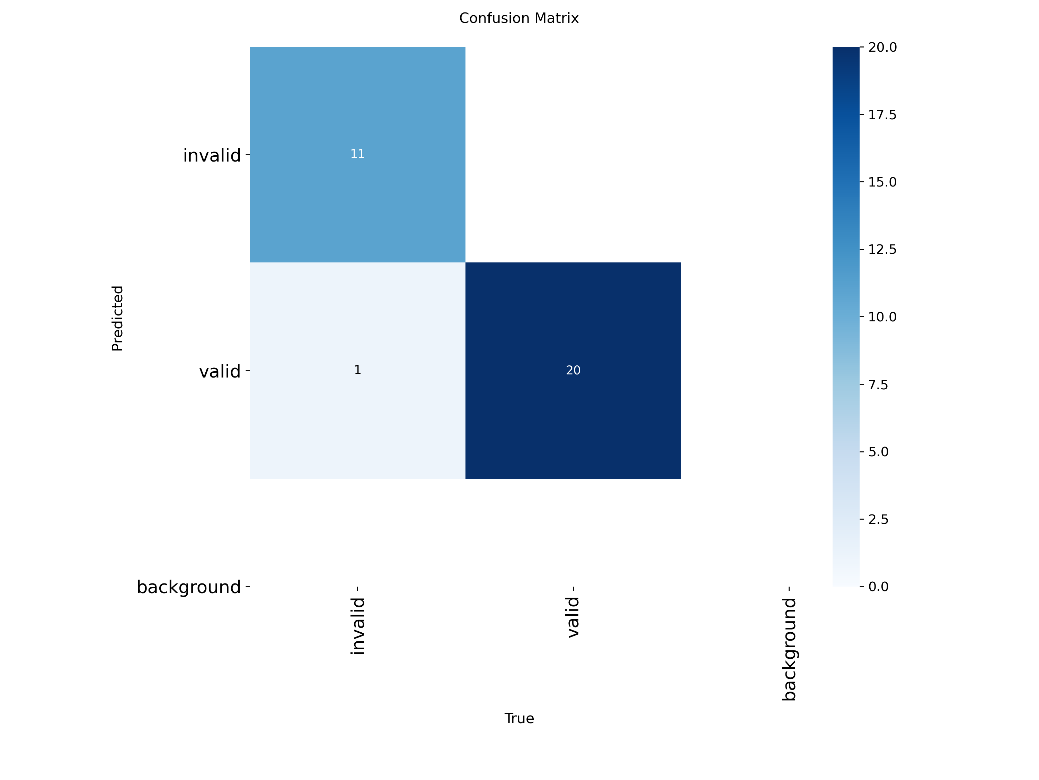 Confusion Matrix
20.0
17.5
15.0
12.5
10.0
7.5
5.0
2.5
0.0
Predicted
invalid
valid
background
11
1
20
invalid
valid
background
True